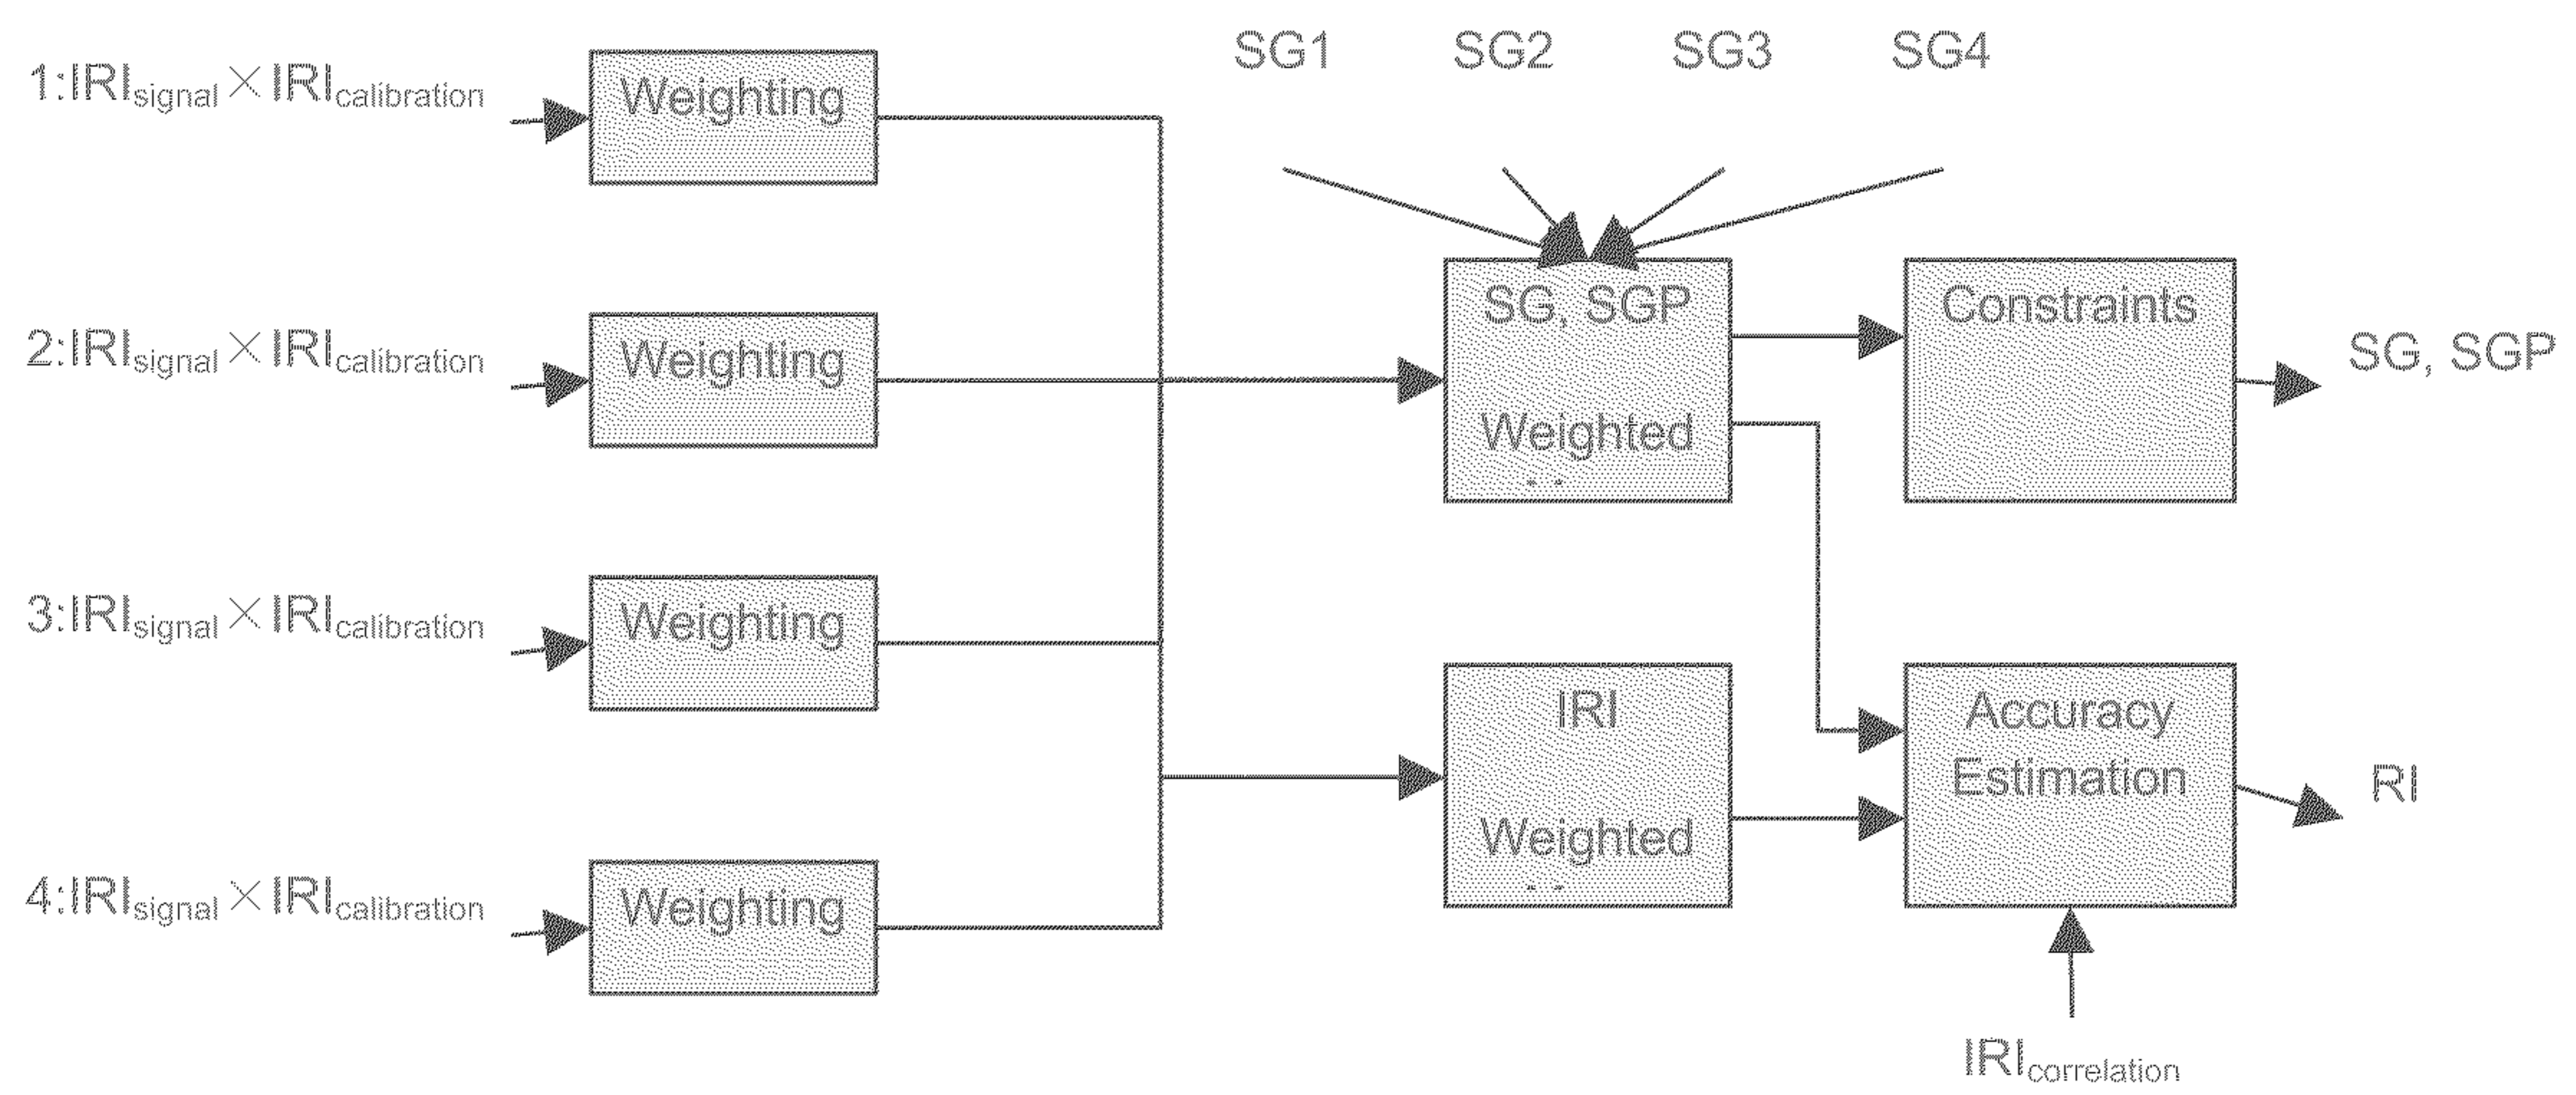 SG1 SG2 SG3 SG4
1:IRIsignal×IRIcalibration
Weighting
2:IRIsignal×IRIcalibration
Weighting
3:IRIsignal×IRIcalibration
Weighting
4:IRIsignal×IRIcalibration
Weighting
SG, SGP
Weighted
Constraints
SG, SGP
IRI
Weighted
Accuracy
Estimation
RI
IRIcorrelation